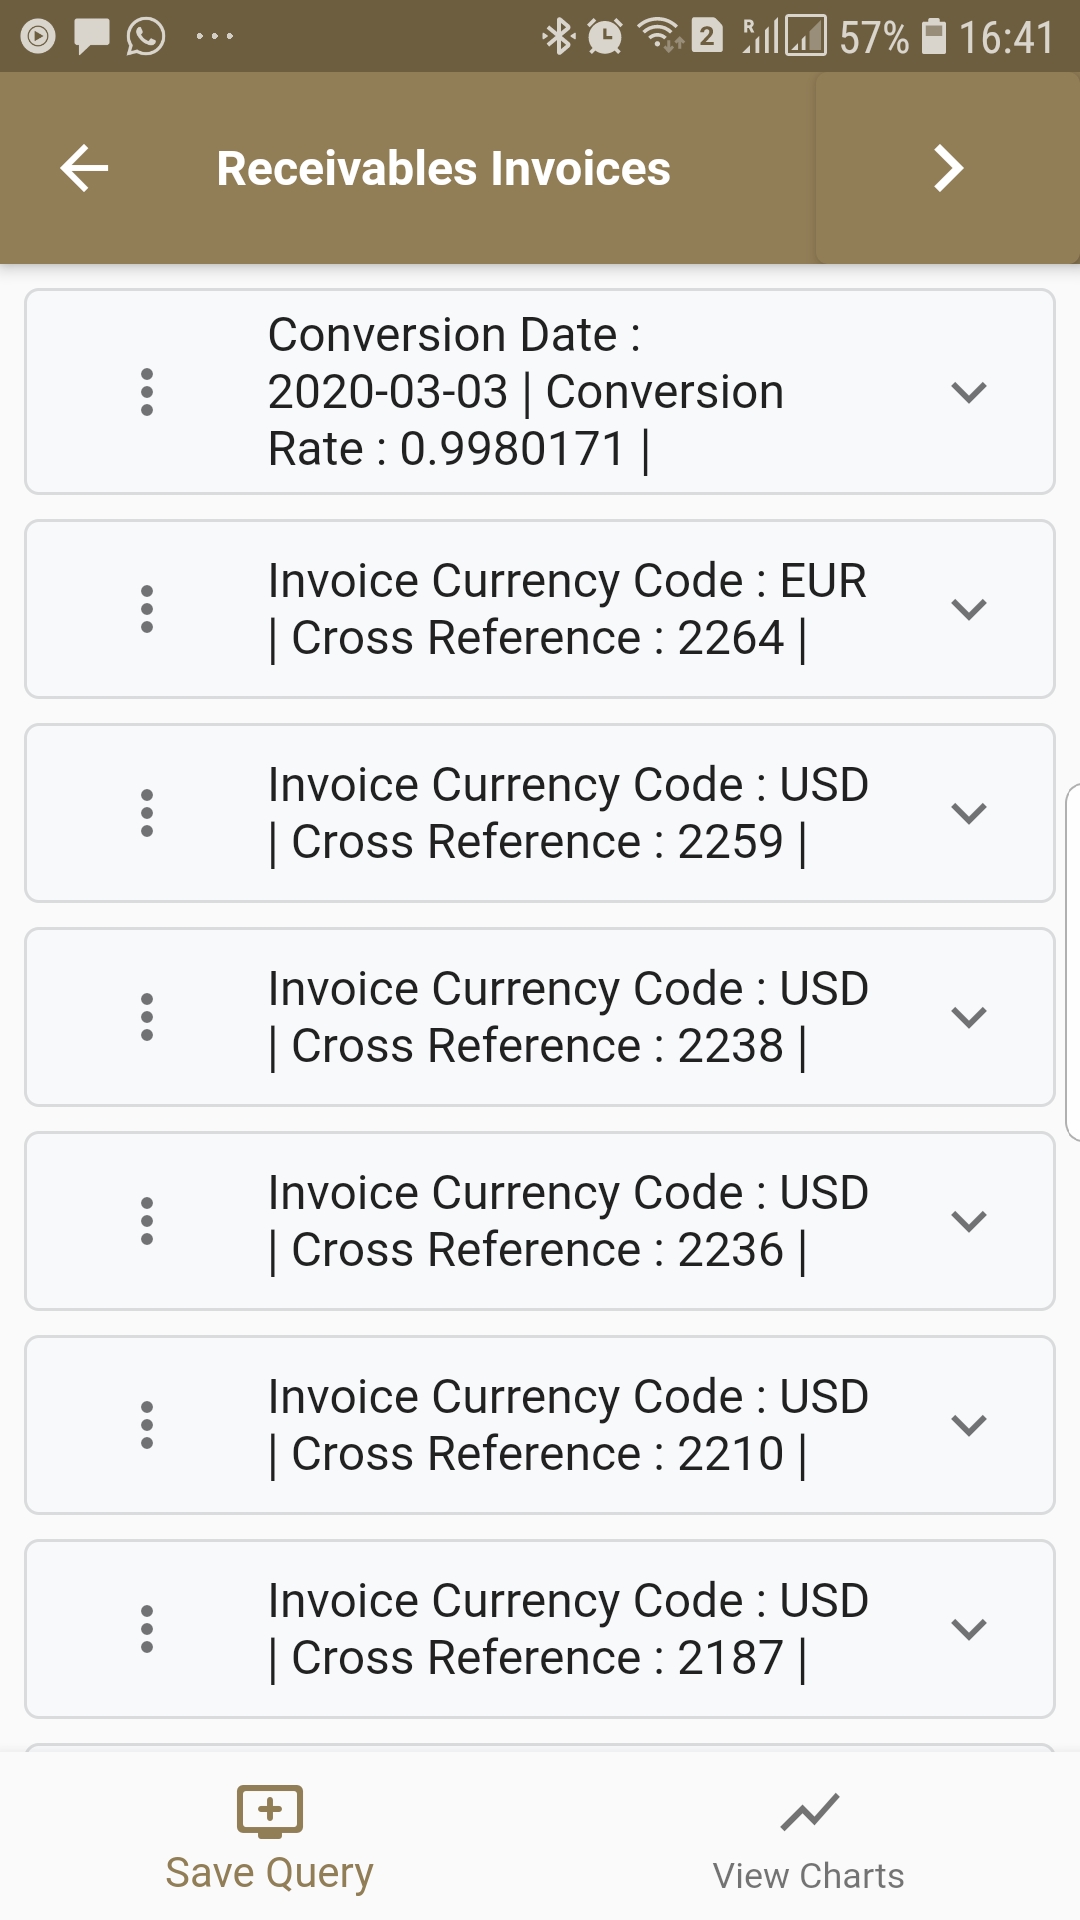 2 R 57% 16:41
Receivables Invoices
Conversion Date :
2020-03-03 | Conversion
Rate : 0.9980171 |
Invoice Currency Code : EUR
| Cross Reference : 2264 |
Invoice Currency Code : USD
| Cross Reference : 2259 |
Invoice Currency Code : USD
| Cross Reference : 2238 |
Invoice Currency Code : USD
| Cross Reference : 2236 |
Invoice Currency Code : USD
| Cross Reference : 2210 |
Invoice Currency Code : USD
| Cross Reference : 2187 |
Save Query
View Charts